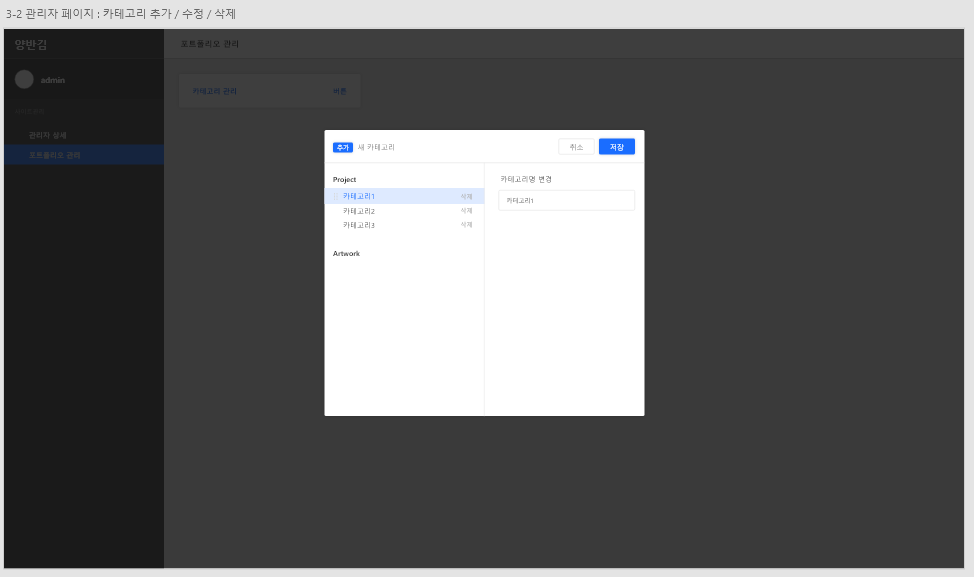 3-2 관리자 페이지 : 카테고리 추가 / 수정 / 삭제
양반김
포트폴리오 관리
admin
카테고리 관리 버튼
관리자 상세
포트폴리오 관리
추가 새 카테고리 취소 저장
Project
카테고리1 삭제
카테고리2 삭제
카테고리3 삭제
Artwork
카테고리명 변경
카테고리1